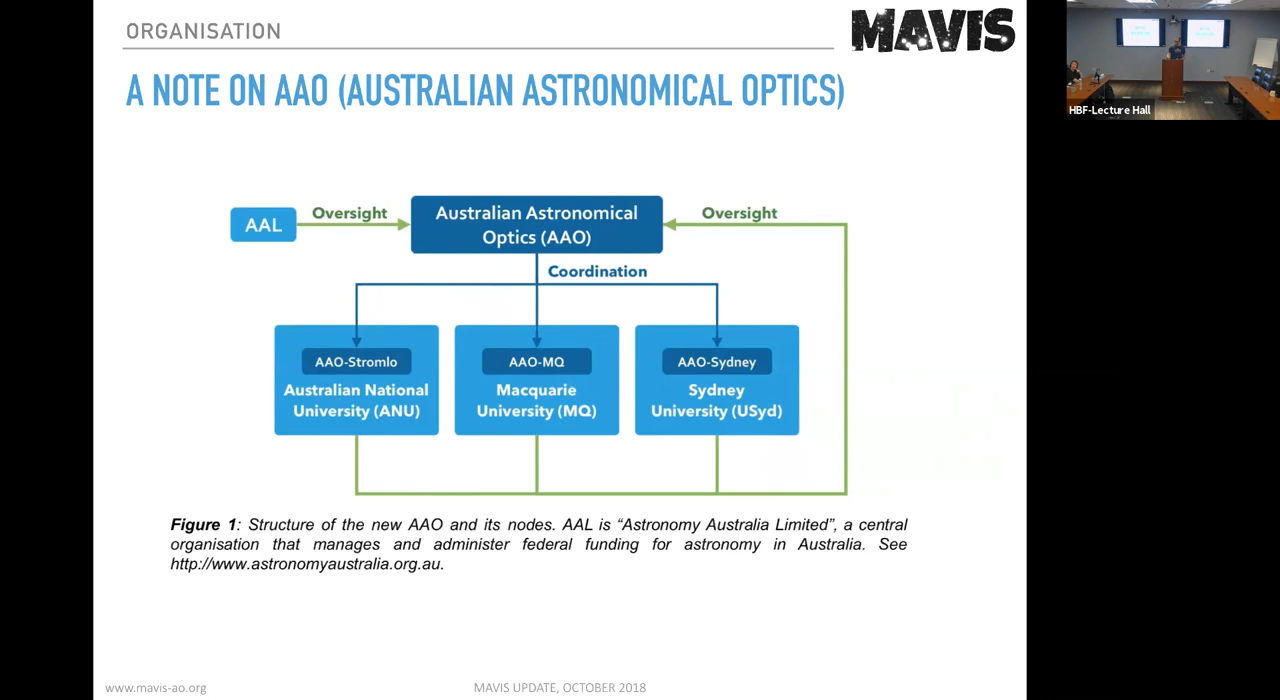 ORGANISATION
MAVIS
A NOTE ON AAO (AUSTRALIAN ASTRONOMICAL OPTICS)
HBF-Lecture Hall
AAL
Oversight
Australian Astronomical
Optics (AAO)
Oversight
Coordination
AAO-Stromlo
Australian National
University (ANU)
AAO-MQ
Macquarie
University (MQ)
AAO-Sydney
Sydney
University (USyd)
Figure 1: Structure of the new AAO and its nodes. AAL is “Astronomy Australia Limited”, a central
organisation that manages and administer federal funding for astronomy in Australia. See
http://www.astronomyaustralia.org.au.
www.mavis-ao.org
MAVIS UPDATE, OCTOBER 2018